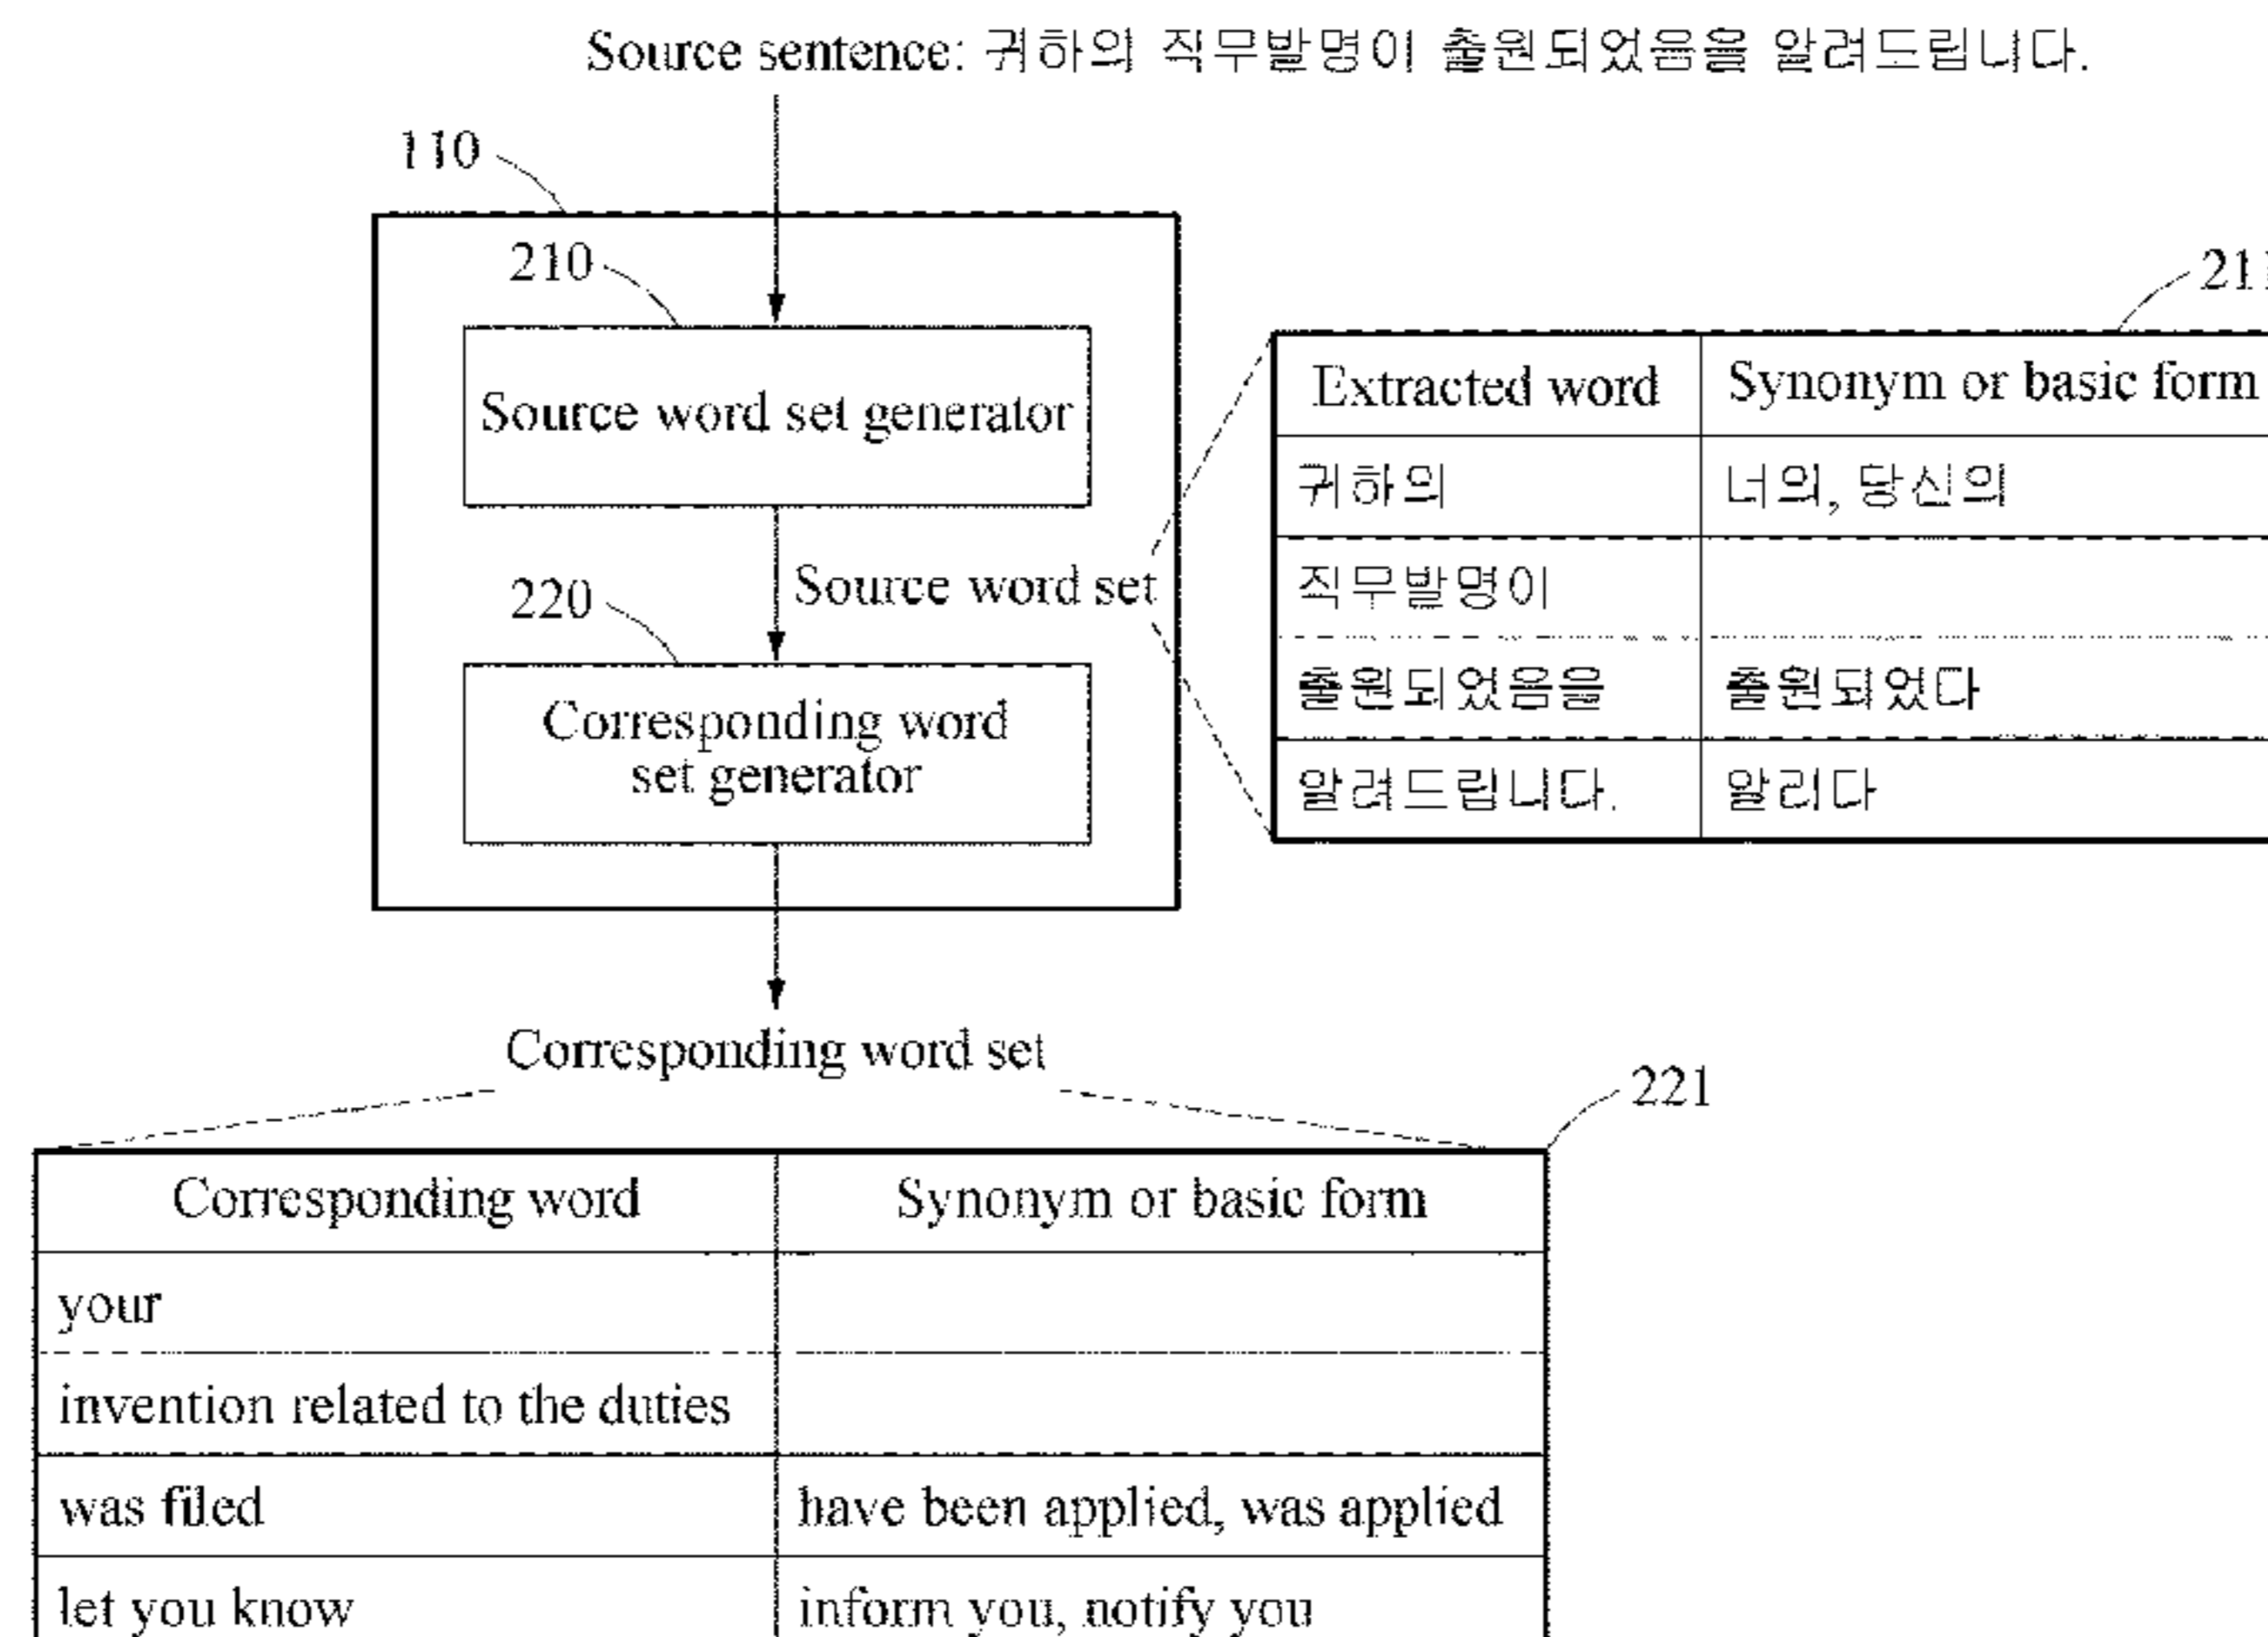 Source sentence: 귀하의 직무발명이 출원되었음을 알려드립니다.
110
210
211
Source word set generator
Extracted word Synonym or basic form
귀하의 너의, 당신의
직무발명이
220
Source word set
출원되었음을 출원되었다
Corresponding word
set generator
알려드립니다. 알리다
Corresponding word set
221
Corresponding word Synonym or basic form
your
invention related to the duties
was filed have been applied, was applied
let you know inform you, notify you